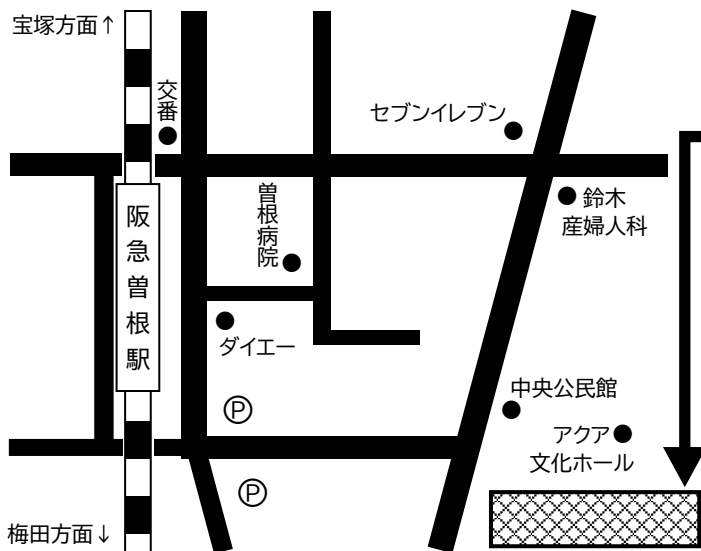 宝塚方面↑
交番
セブンイレブン
鈴木
産婦人科
曽根病院
阪急曽根駅
ダイエー
中央公民館
Ⓟ
アクア
文化ホール
Ⓟ
梅田方面↓